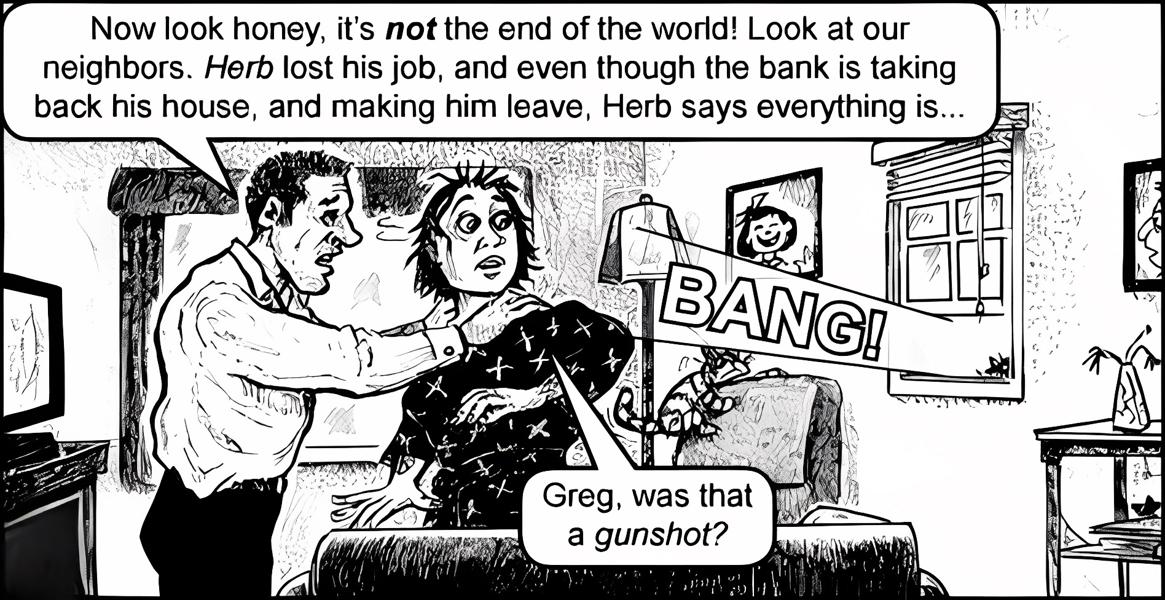 Now look honey, it's not the end of the world! Look at our
neighbors. Herb lost his job, and even though the bank is taking
back his house, and making him leave, Herb says everything is...
BANG!
Greg, was that
a gunshot?